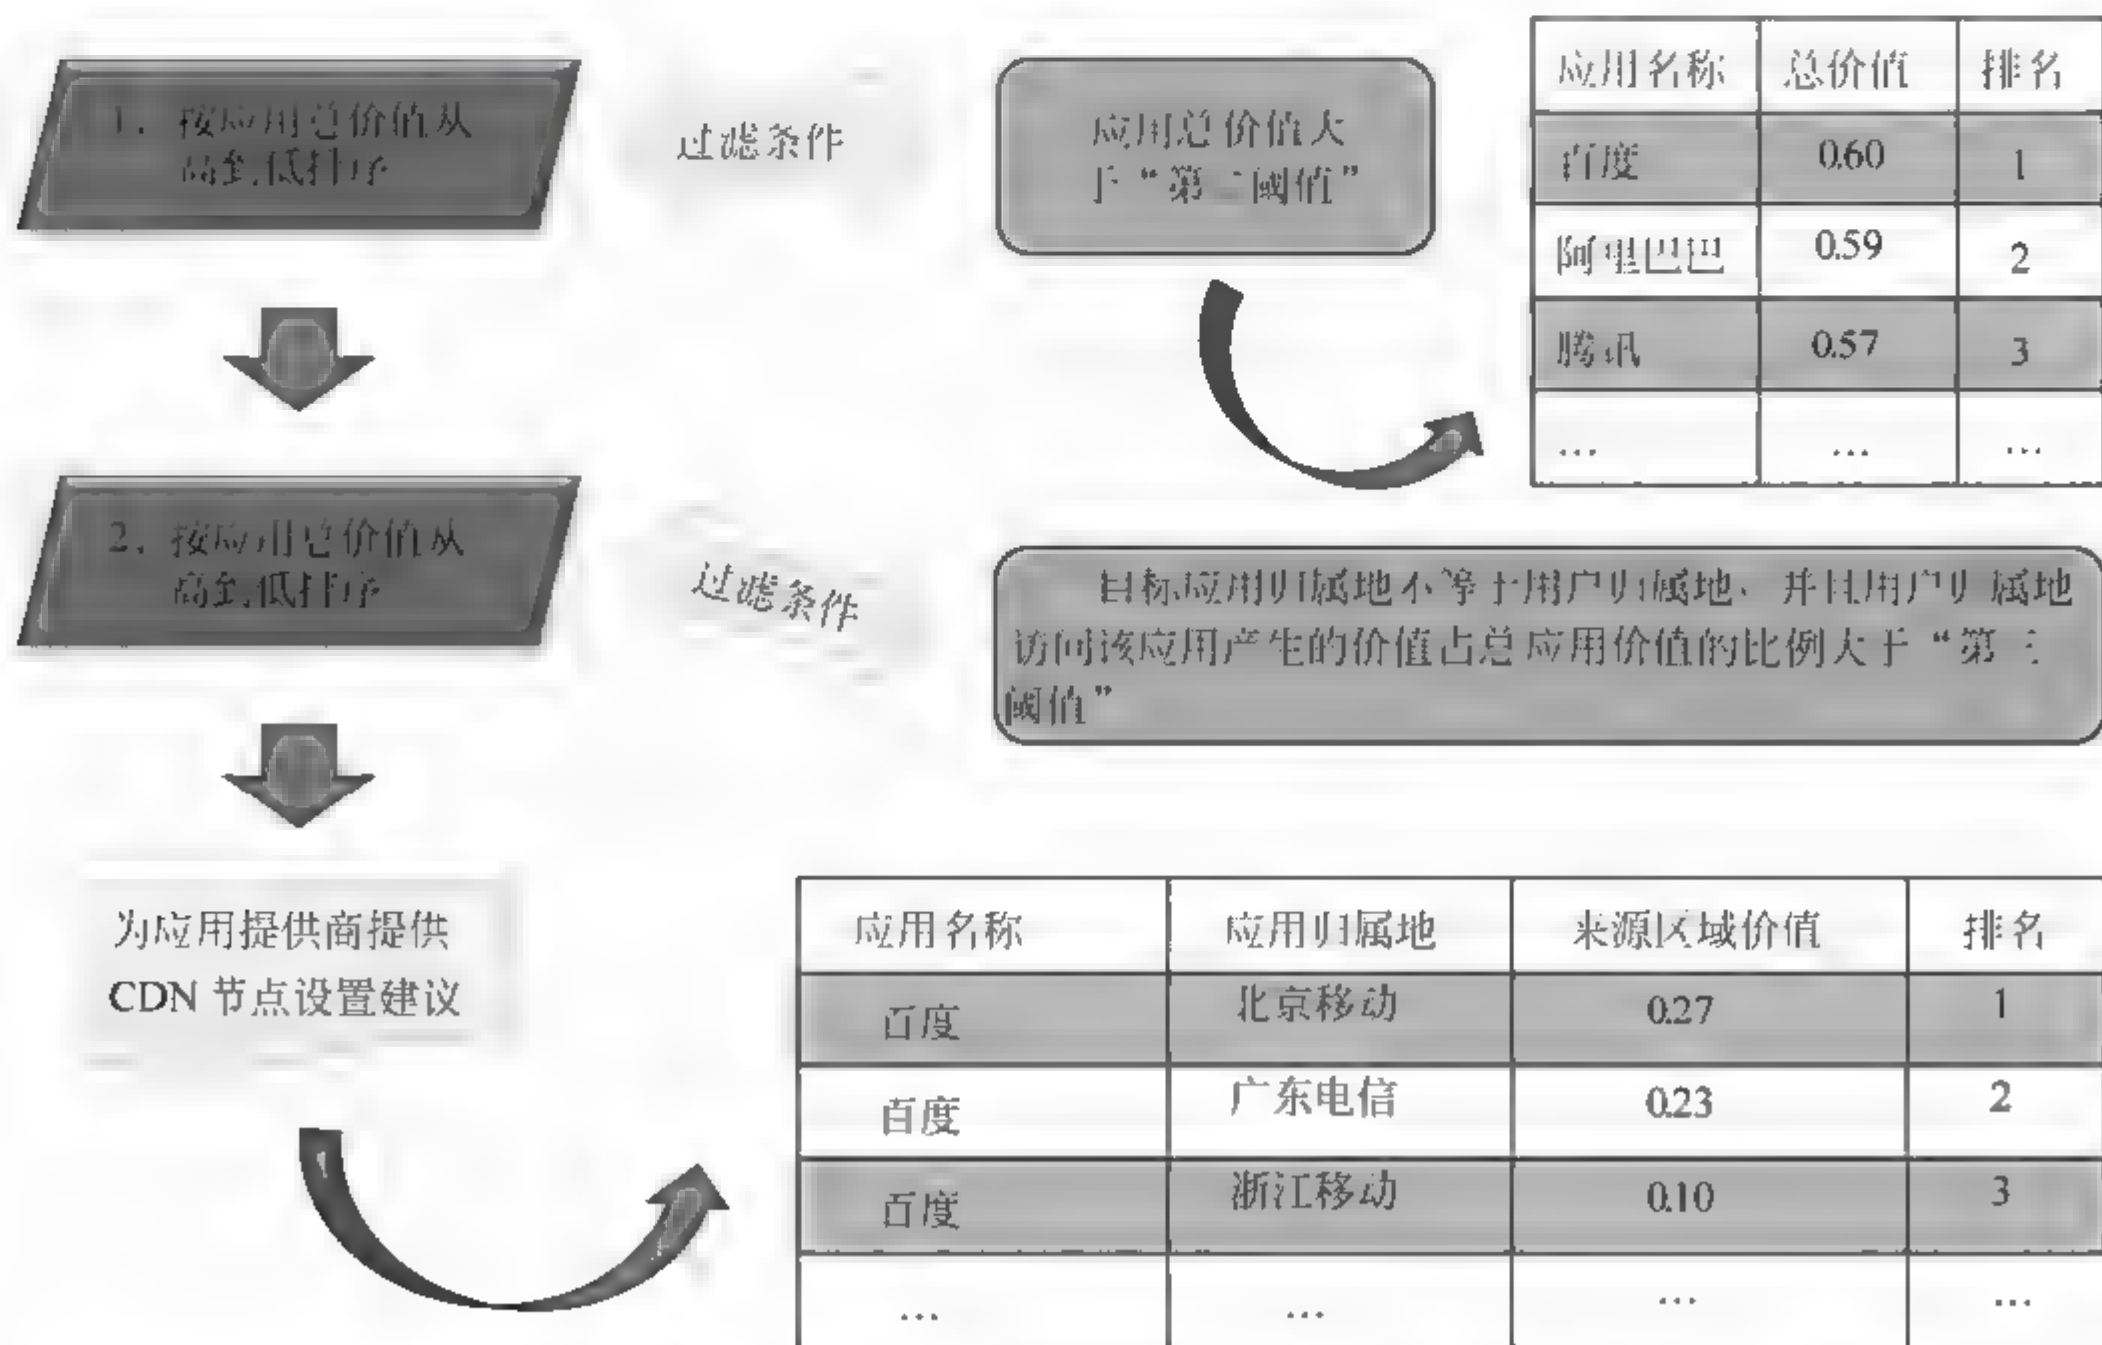 1. 按应用总价值从
高到低排序
过滤条件
应用总价值大
于“第二阈值”
应用名称 总价值 排名
百度 0.60 1
阿里巴巴 0.59 2
腾讯 0.57 3
… … …
2. 按应用总价值从
高到低排序
过滤条件
目标应用归属地不等于用户归属地，并且用户归属地
访问该应用产生的价值占总应用价值的比例大于“第三
阈值”
为应用提供商提供
CDN 节点设置建议
应用名称 应用归属地 来源区域价值 排名
百度 北京移动 0.27 1
百度 广东电信 0.23 2
百度 浙江移动 0.10 3
… … … …